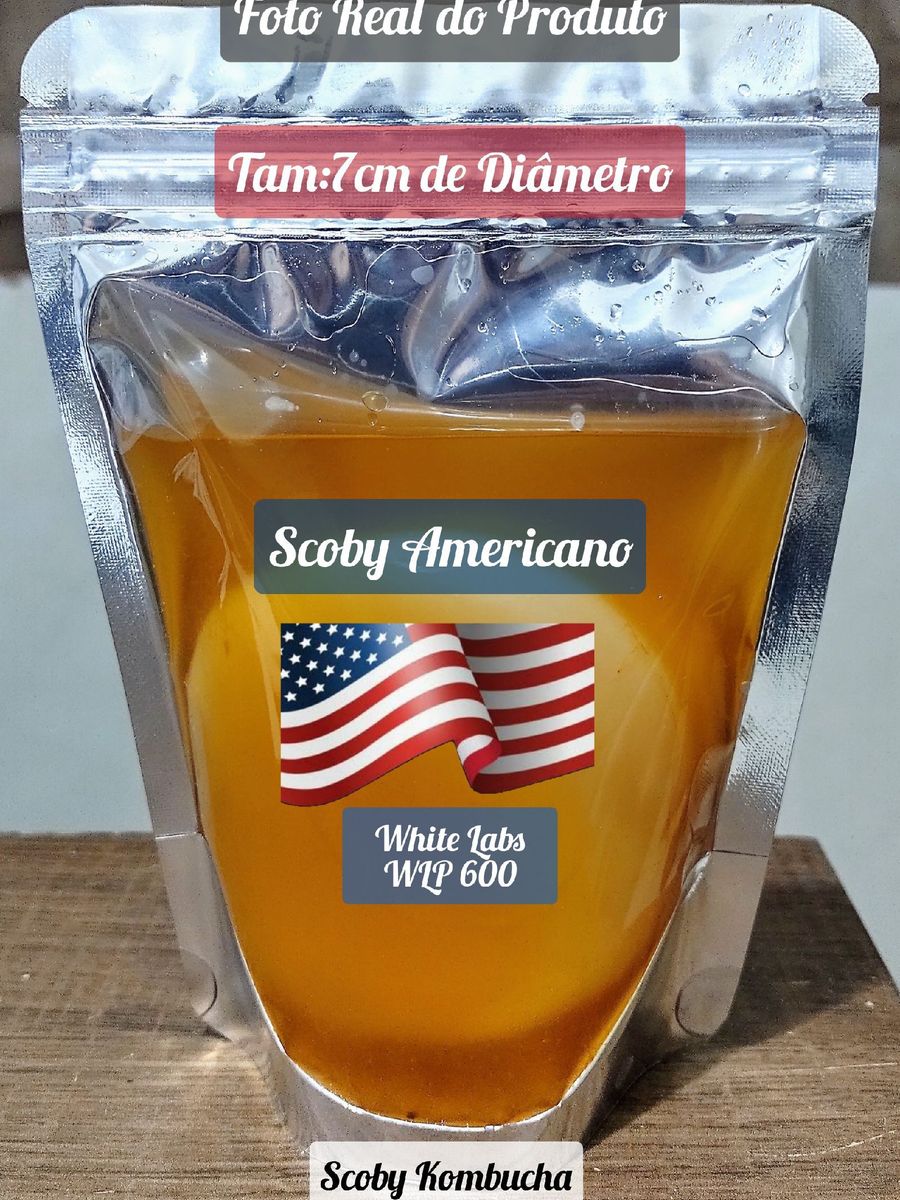 Foto Real do Produto
Tam:7cm de Diâmetro
Scoby Americano
White Labs
WLP 600
Scoby Kombucha